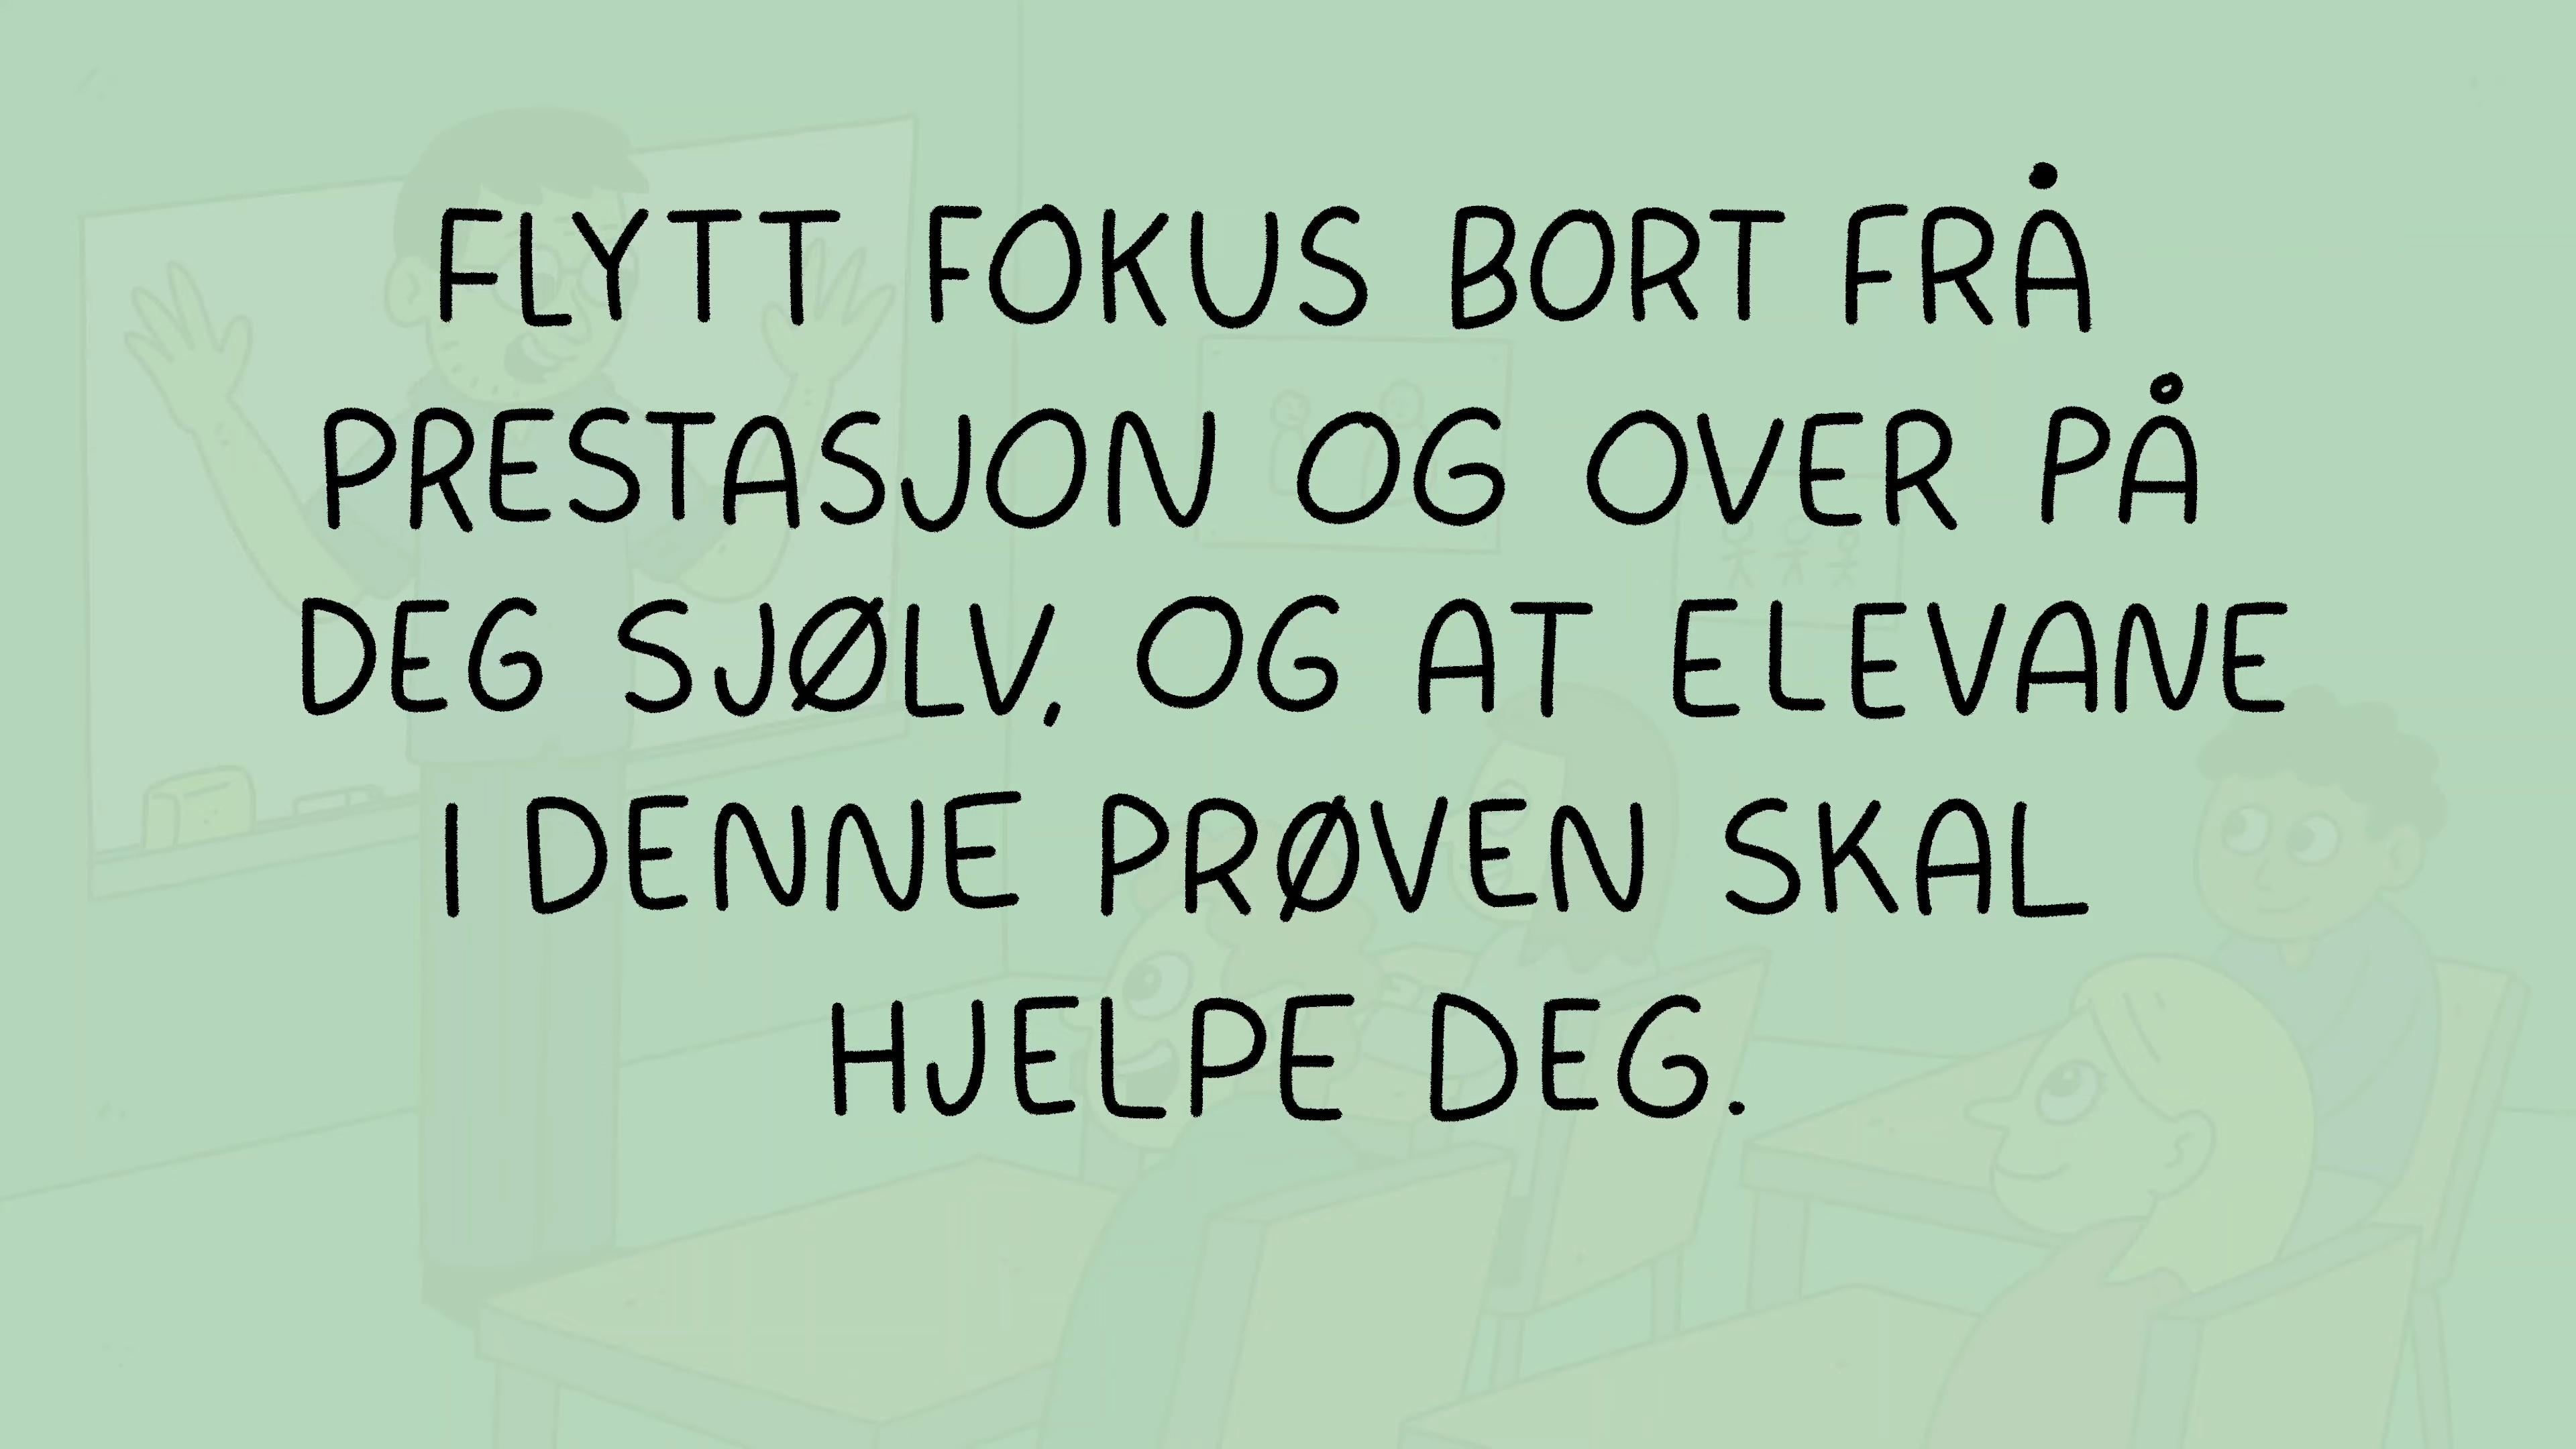 FLYTT FOKUS BORT FRÅ
PRESTASJON OG OVER PÅ
DEG SJØLV, OG AT ELEVANE
I DENNE PRØVEN SKAL
HJELPE DEG.